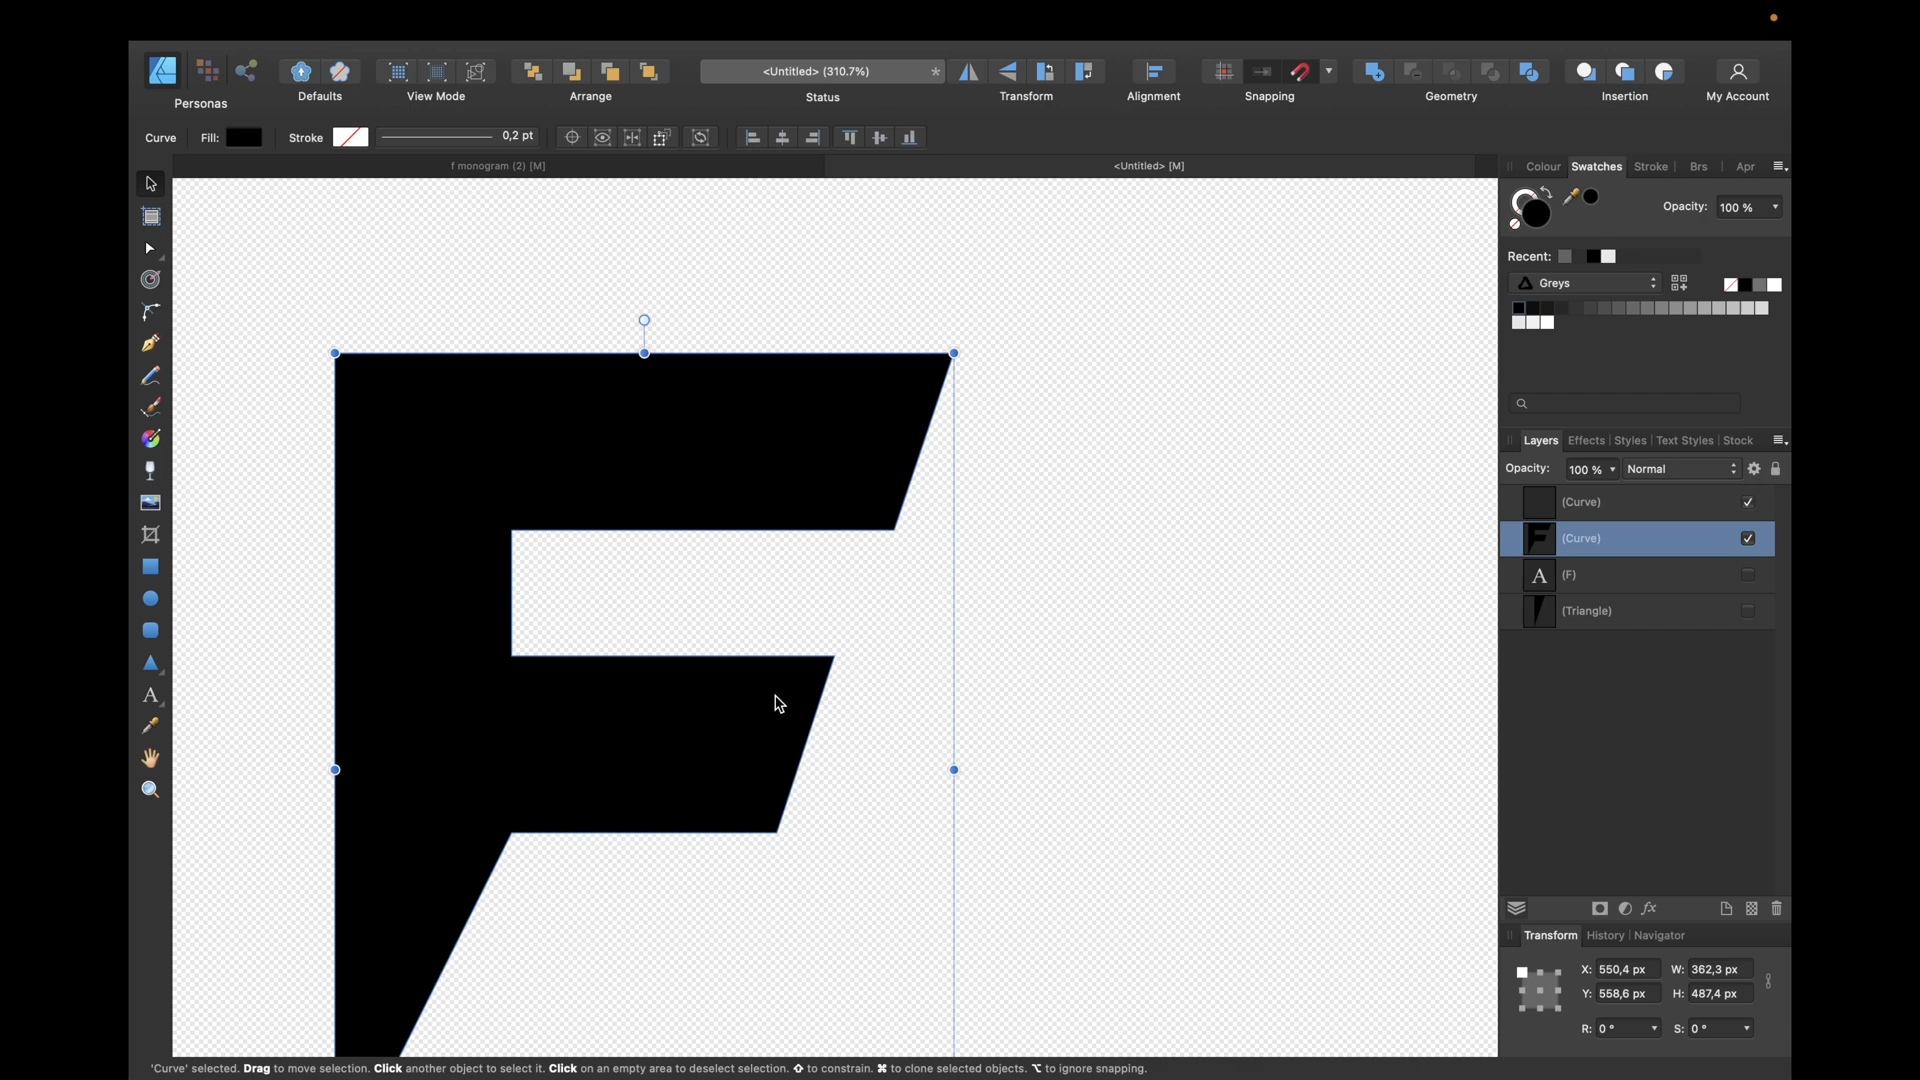 <Untitled> (310.7%)
*
Personas
Defaults
View Mode
Arrange
Status
Transform
Alignment
Snapping
Geometry
Insertion
My Account
Curve
Fill:
Stroke
0,2 pt
f monogram (2) [M]
<Untitled> [M]
Colour Swatches Stroke Brs Apr
Opacity: 100 %
Recent:
Greys
Layers Effects Styles Text Styles Stock
Opacity: 100 % Normal
(Curve)
(Curve)
A (F)
(Triangle)
fx
Transform History Navigator
X: 550,4 px W: 362,3 px
Y: 558,6 px H: 487,4 px
R: 0 ° S: 0 °
A
F
'Curve' selected. Drag to move selection. Click another object to select it. Click on an empty area to deselect selection. ⇧ to constrain. ⌘ to clone selected objects. ⌥ to ignore snapping.